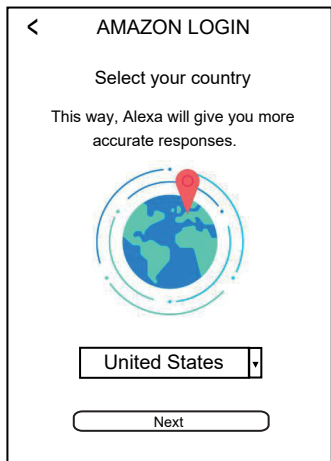 AMAZON LOGIN
Select your country
This way, Alexa will give you more
accurate responses.
United States
Next